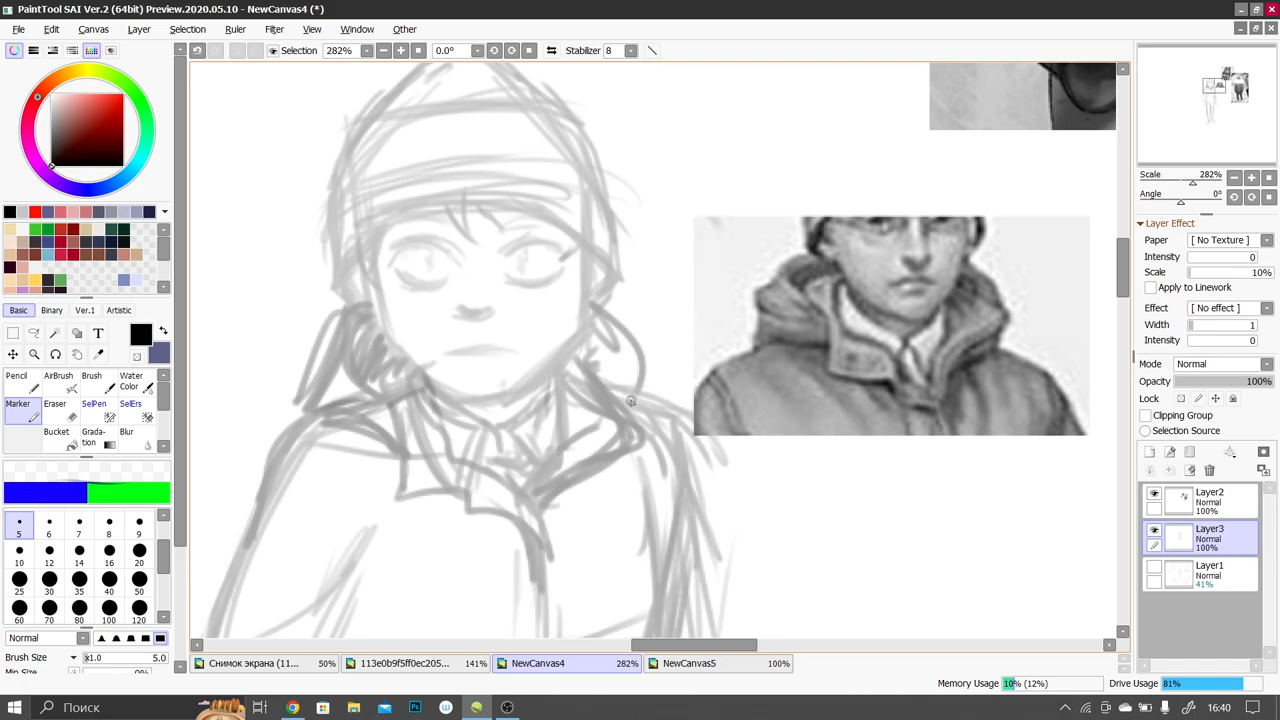 PaintTool SAI Ver.2 (64bit) Preview.2020.05.10 - NewCanvas4 (*)
File Edit Canvas Layer Selection Ruler Filter View Window Other
Selection 282% 0.0° Stabilizer 8
Scale 282%
Angle 0°
Layer Effect
Paper [ No Texture ]
Intensity 0
Scale 10%
Apply to Linework
Effect [ No effect ]
Width 1
Intensity 0
Mode Normal
Opacity 100%
Lock
Clipping Group
Selection Source
Layer2
Normal
100%
Layer3
Normal
100%
Layer1
Normal
41%
Basic Binary Ver.1 Artistic
T
Pencil AirBrush Brush Water Color
Marker Eraser SelPen SelErs
Bucket Gradation Blur
5 6 7 8 9
10 12 14 16 20
25 30 35 40 50
60 70 80 100 120
Normal
Brush Size x1.0 5.0
Снимок экрана (11... 50% 113e0b9f5ff0ec205... 141% NewCanvas4 282% NewCanvas5 100%
Memory Usage 10% (12%) Drive Usage 81%
Поиск Ps 16:40